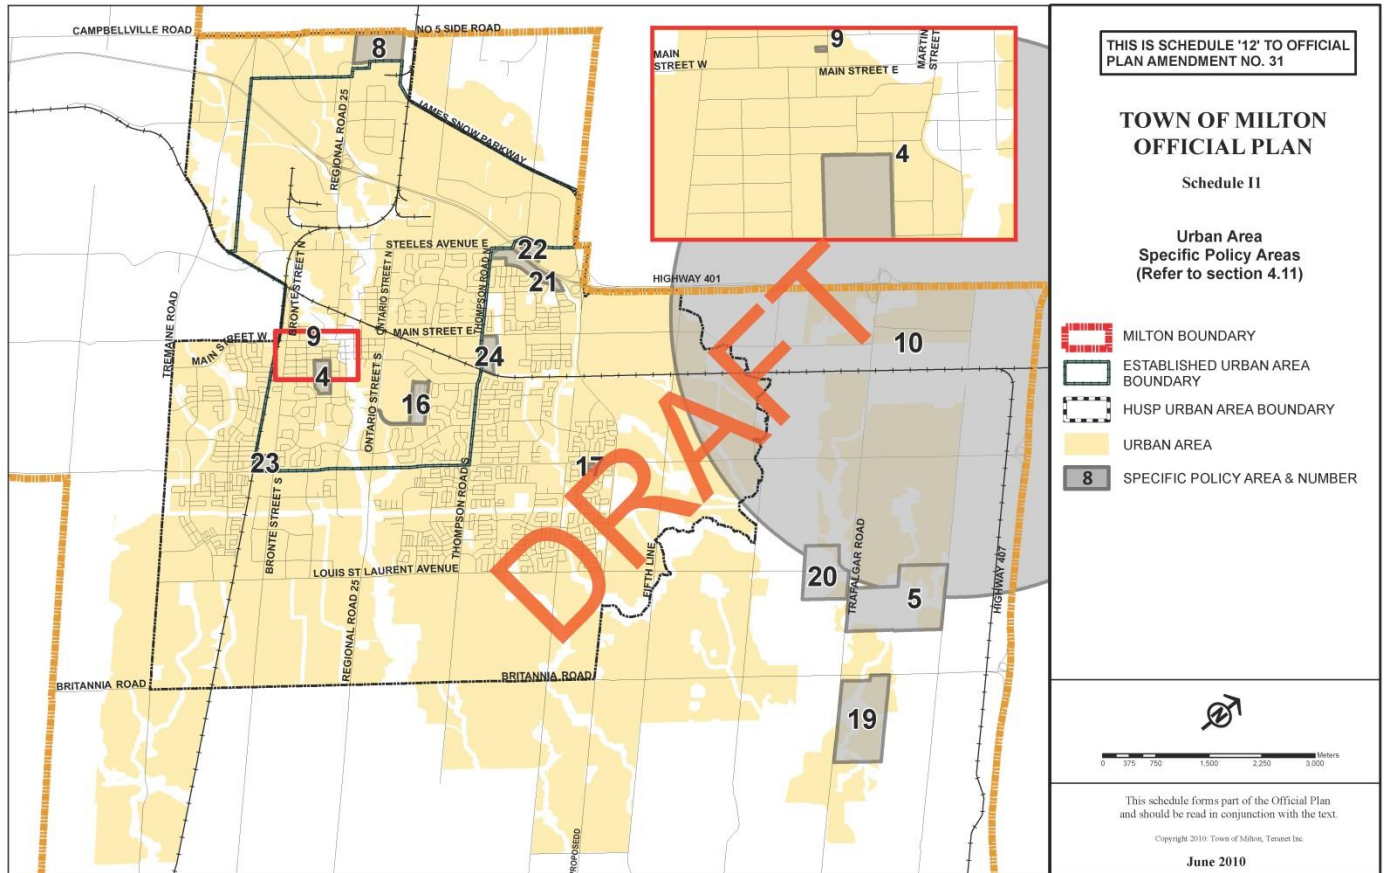 CAMPBELLVILLE ROAD
NO 5 SIDE ROAD
8
REGIONAL ROAD 25
JAMES SNOW PARKWAY
STEELES AVENUE E
22
21
BRONTE STREET N
ONTARIO STREET N
THOMPSON ROAD N
TREMAINE ROAD
MAIN STREET W
9
MAIN STREET E
4
24
16
ONTARIO STREET S
23
17
BRONTE STREET S
THOMPSON ROAD S
LOUIS ST LAURENT AVENUE
REGIONAL ROAD 25
FIFTH LINE
BRITANNIA ROAD
BRITANNIA ROAD
HIGHWAY 401
10
20
TRAFALGAR ROAD
5
HIGHWAY 407
19
PROPOSEDD
DRAFT
9
MAIN
STREET W
MARTIN
STREET
MAIN STREET E
4
THIS IS SCHEDULE '12' TO OFFICIAL
PLAN AMENDMENT NO. 31
TOWN OF MILTON
OFFICIAL PLAN
Schedule I1
Urban Area
Specific Policy Areas
(Refer to section 4.11)
MILTON BOUNDARY
ESTABLISHED URBAN AREA
BOUNDARY
HUSP URBAN AREA BOUNDARY
URBAN AREA
8 SPECIFIC POLICY AREA & NUMBER
N
Meters
0 375 750 1,500 2,250 3,000
This schedule forms part of the Official Plan
and should be read in conjunction with the text.
Copyright 2010: Town of Milton, Teranet Inc.
June 2010